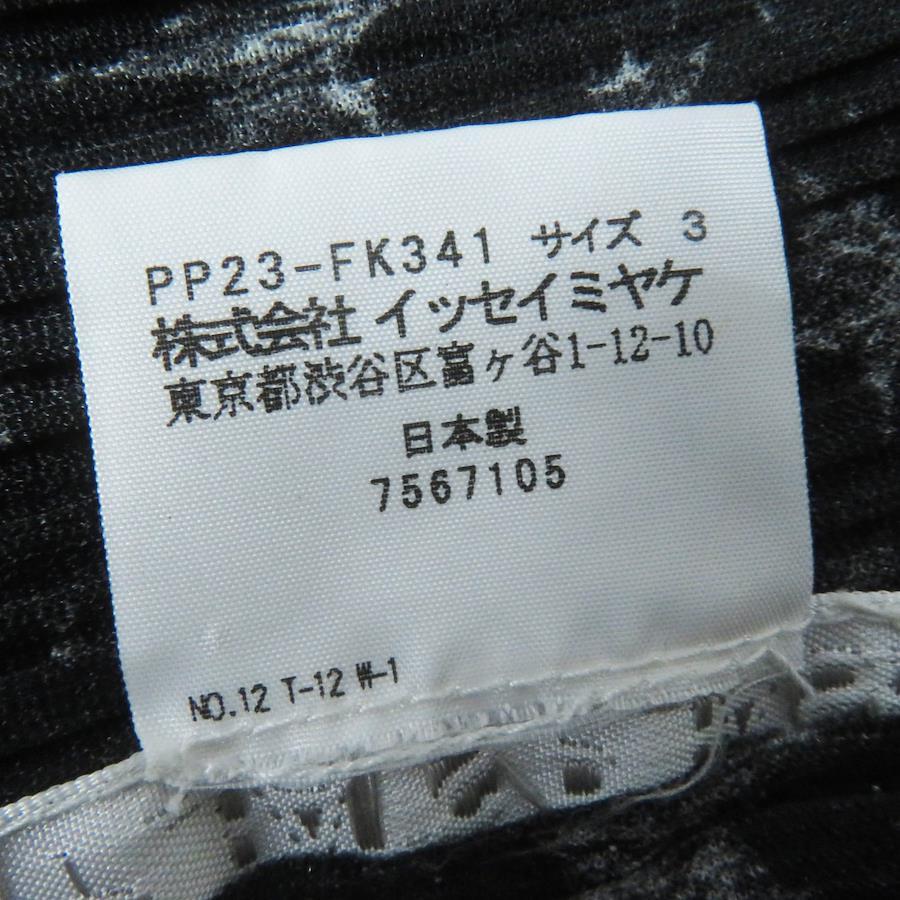 PP23-FK341 サイズ 3
株式会社 イッセイミヤケ
東京都渋谷区富ヶ谷1-12-10
日本製
7567105
NO.12 T-12 W-1